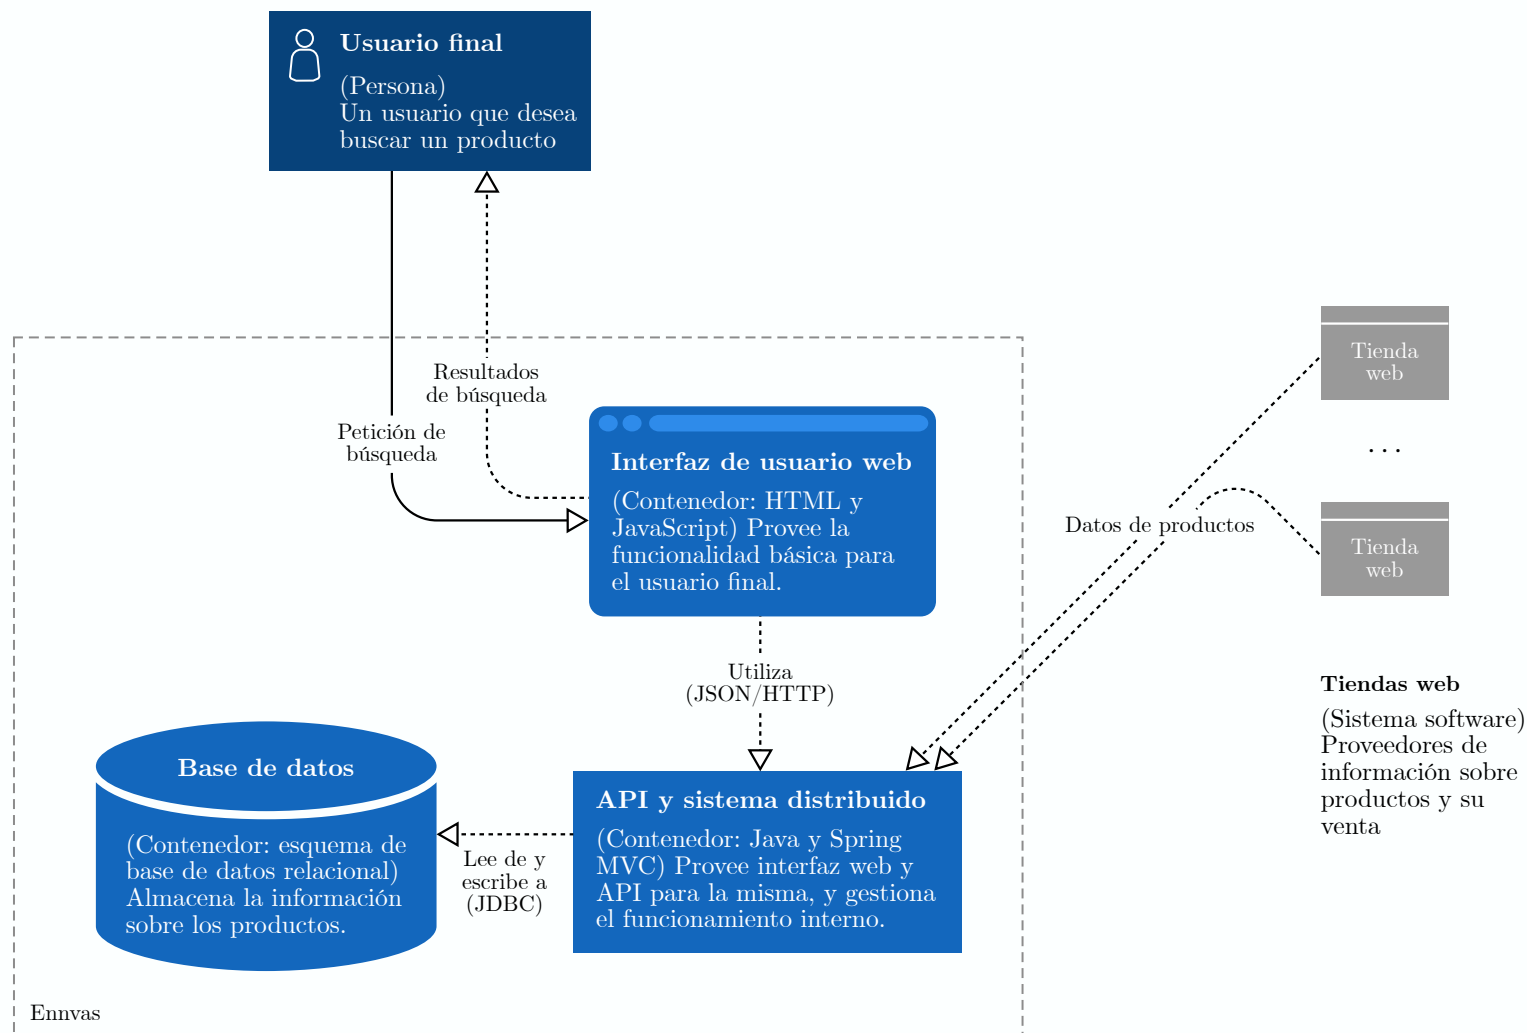 Usuario final
(Persona)
Un usuario que desea
buscar un producto
Resultados
de búsqueda
Petición de
búsqueda
Interfaz de usuario web
(Contenedor: HTML y
JavaScript) Provee la
funcionalidad básica para
el usuario final.
Tienda
web
...
Datos de productos
Tienda
web
Utiliza
(JSON/HTTP)
Tiendas web
(Sistema software)
Proveedores de
información sobre
productos y su
venta
Base de datos
(Contenedor: esquema de
base de datos relacional)
Almacena la información
sobre los productos.
Lee de y
escribe a
(JDBC)
API y sistema distribuido
(Contenedor: Java y Spring
MVC) Provee interfaz web y
API para la misma, y gestiona
el funcionamiento interno.
Ennvas